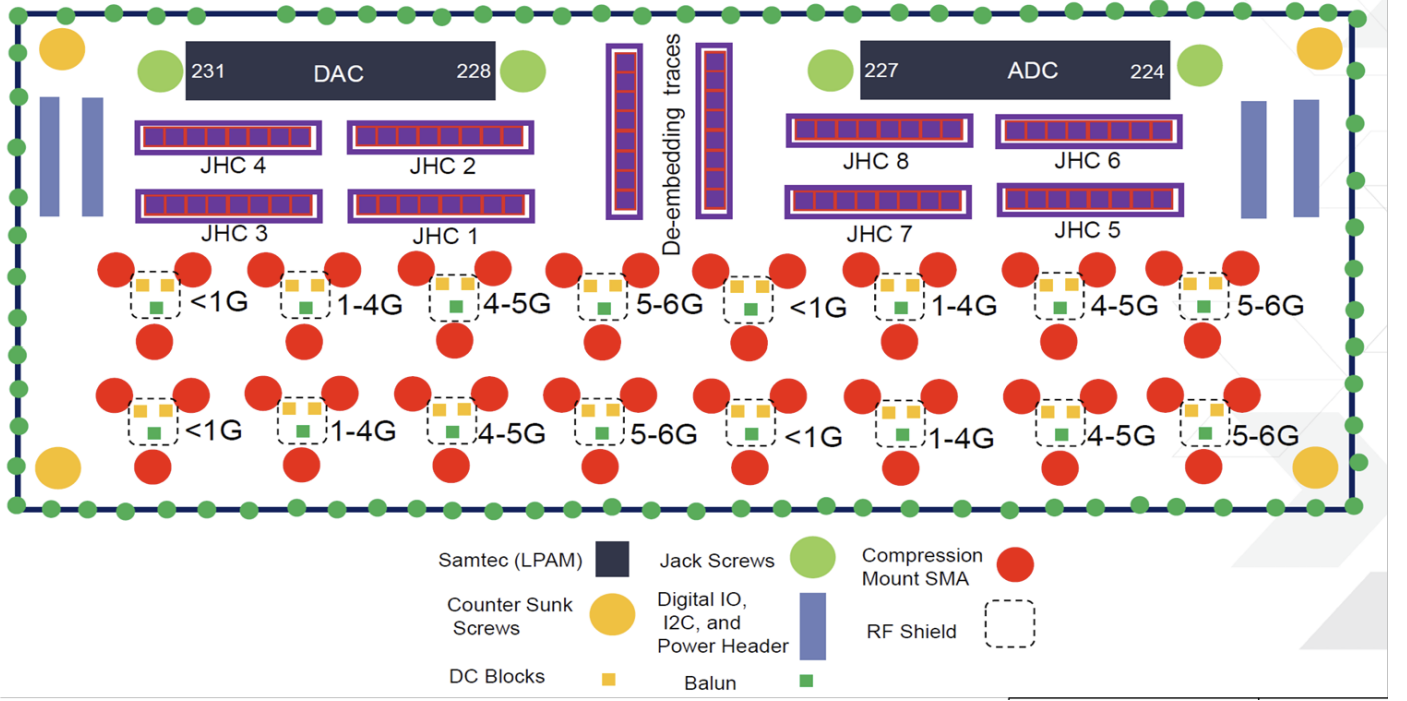 231 DAC 228
227 ADC 224
De-embedding traces
JHC 4
JHC 2
JHC 8
JHC 6
JHC 3
JHC 1
JHC 7
JHC 5
<1G
1-4G
4-5G
5-6G
<1G
1-4G
4-5G
5-6G
<1G
1-4G
4-5G
5-6G
<1G
1-4G
4-5G
5-6G
Samtec (LPAM)
Jack Screws
Compression
Mount SMA
Counter Sunk
Screws
Digital IO,
I2C, and
Power Header
RF Shield
DC Blocks
Balun